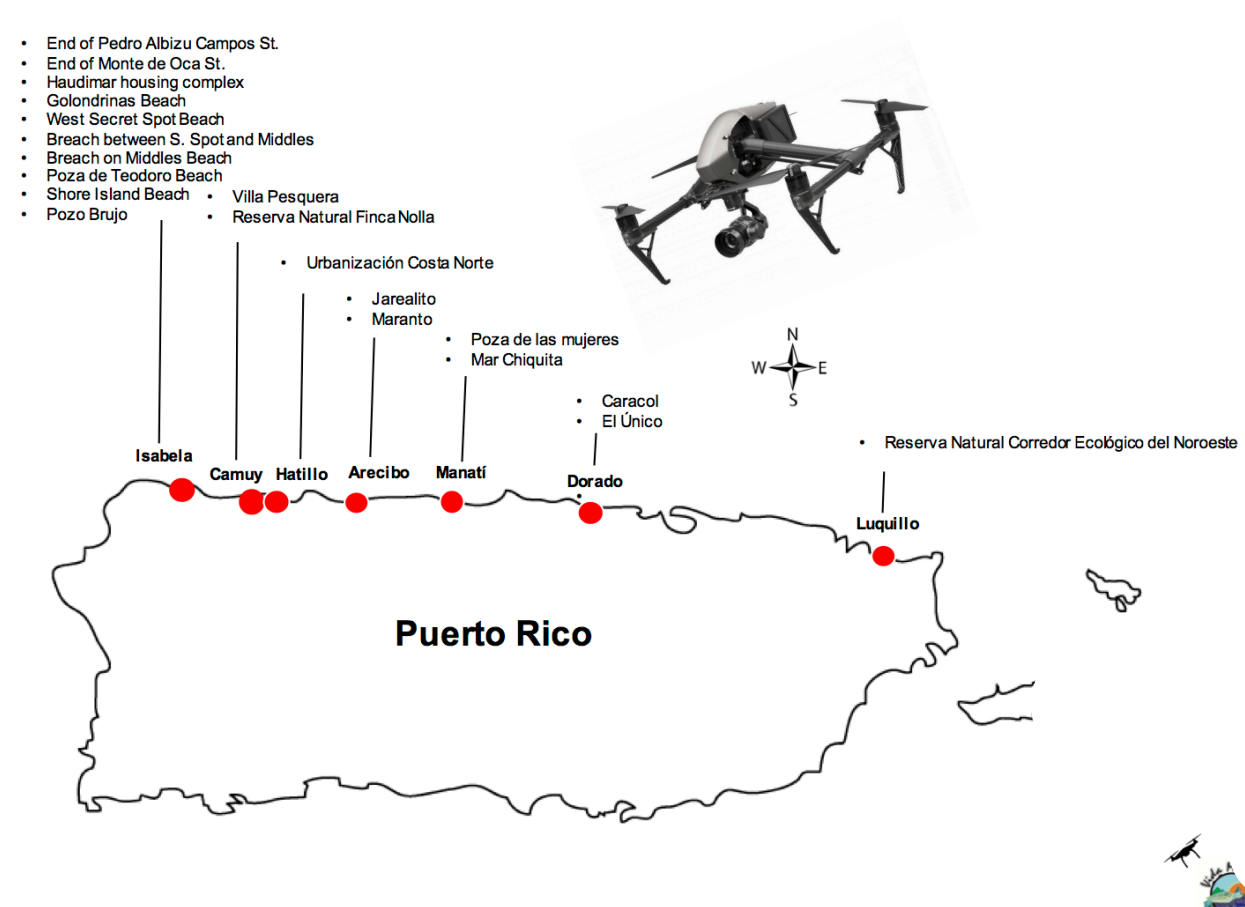 • End of Pedro Albizu Campos St.
• End of Monte de Oca St.
• Haudimar housing complex
• Golondrinas Beach
• West Secret Spot Beach
• Breach between S. Spot and Middles
• Breach on Middles Beach
• Poza de Teodoro Beach
• Shore Island Beach
• Pozo Brujo
• Villa Pesquera
• Reserva Natural Finca Nolla
• Urbanización Costa Norte
• Jarealito
• Maranto
• Poza de las mujeres
• Mar Chiquita
• Caracol
• El Único
• Reserva Natural Corredor Ecológico del Noroeste
N
W E
S
Isabela
Camuy
Hatillo
Arecibo
Manatí
Dorado
Luquillo
Puerto Rico
Vida A